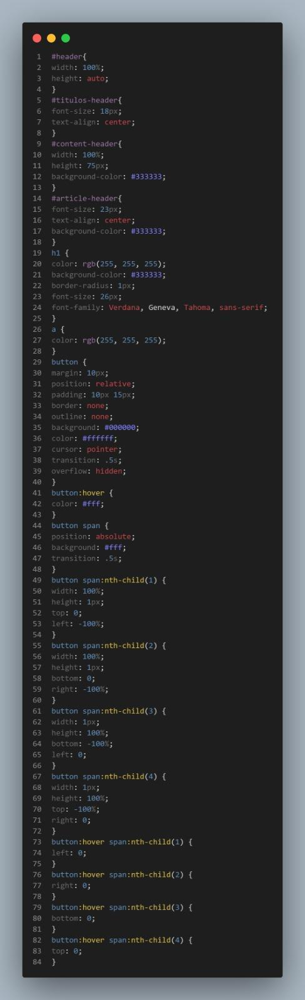 1 #header{
2 width: 100%;
3 height: auto;
4 }
5 #titulos-header{
6 font-size: 18px;
7 text-align: center;
8 }
9 #content-header{
10 width: 100%;
11 height: 75px;
12 background-color: #333333;
13 }
14 #article-header{
15 font-size: 23px;
16 text-align: center;
17 background-color: #333333;
18 }
19 h1 {
20 color: rgb(255, 255, 255);
21 background-color: #333333;
22 border-radius: 1px;
23 font-size: 26px;
24 font-family: Verdana, Geneva, Tahoma, sans-serif;
25 }
26 a {
27 color: rgb(255, 255, 255);
28 }
29 button {
30 margin: 10px;
31 position: relative;
32 padding: 10px 15px;
33 border: none;
34 outline: none;
35 background: #000000;
36 color: #ffffff;
37 cursor: pointer;
38 transition: .5s;
39 overflow: hidden;
40 }
41 button:hover {
42 color: #fff;
43 }
44 button span {
45 position: absolute;
46 background: #fff;
47 transition: .5s;
48 }
49 button span:nth-child(1) {
50 width: 100%;
51 height: 1px;
52 top: 0;
53 left: -100%;
54 }
55 button span:nth-child(2) {
56 width: 100%;
57 height: 1px;
58 bottom: 0;
59 right: -100%;
60 }
61 button span:nth-child(3) {
62 width: 1px;
63 height: 100%;
64 bottom: -100%;
65 left: 0;
66 }
67 button span:nth-child(4) {
68 width: 1px;
69 height: 100%;
70 top: -100%;
71 right: 0;
72 }
73 button:hover span:nth-child(1) {
74 left: 0;
75 }
76 button:hover span:nth-child(2) {
77 right: 0;
78 }
79 button:hover span:nth-child(3) {
80 bottom: 0;
81 }
82 button:hover span:nth-child(4) {
83 top: 0;
84 }